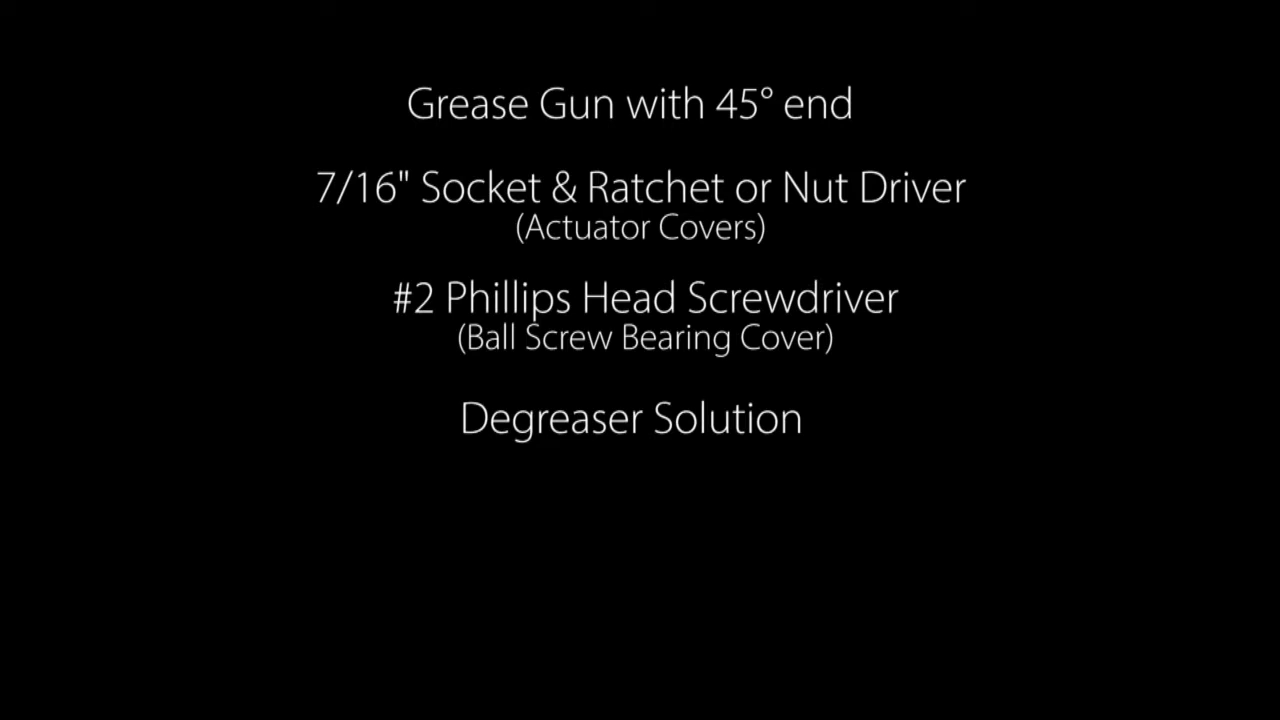 Grease Gun with 45° end
7/16" Socket & Ratchet or Nut Driver
(Actuator Covers)
#2 Phillips Head Screwdriver
(Ball Screw Bearing Cover)
Degreaser Solution